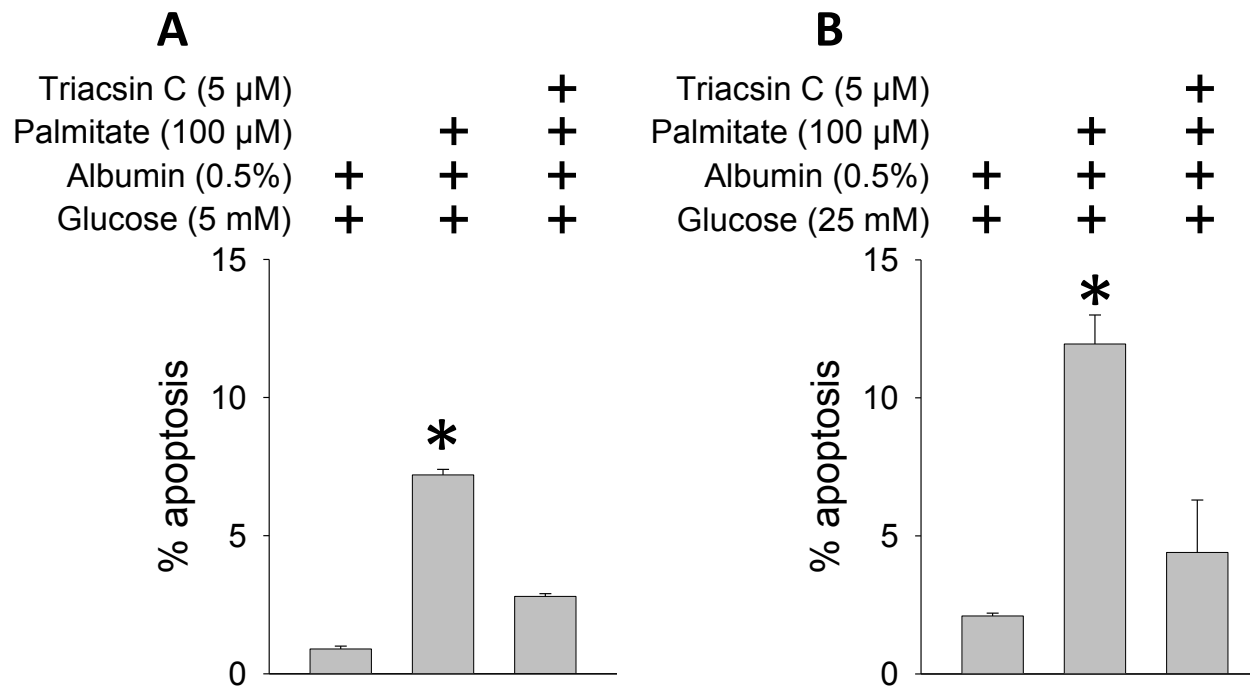 A
Triacsin C (5 µM) +
Palmitate (100 µM) + +
Albumin (0.5%) + + +
Glucose (5 mM) + + +
15
10
5
0
% apoptosis
*
B
Triacsin C (5 µM) +
Palmitate (100 µM) + +
Albumin (0.5%) + + +
Glucose (25 mM) + + +
15
10
5
0
% apoptosis
*